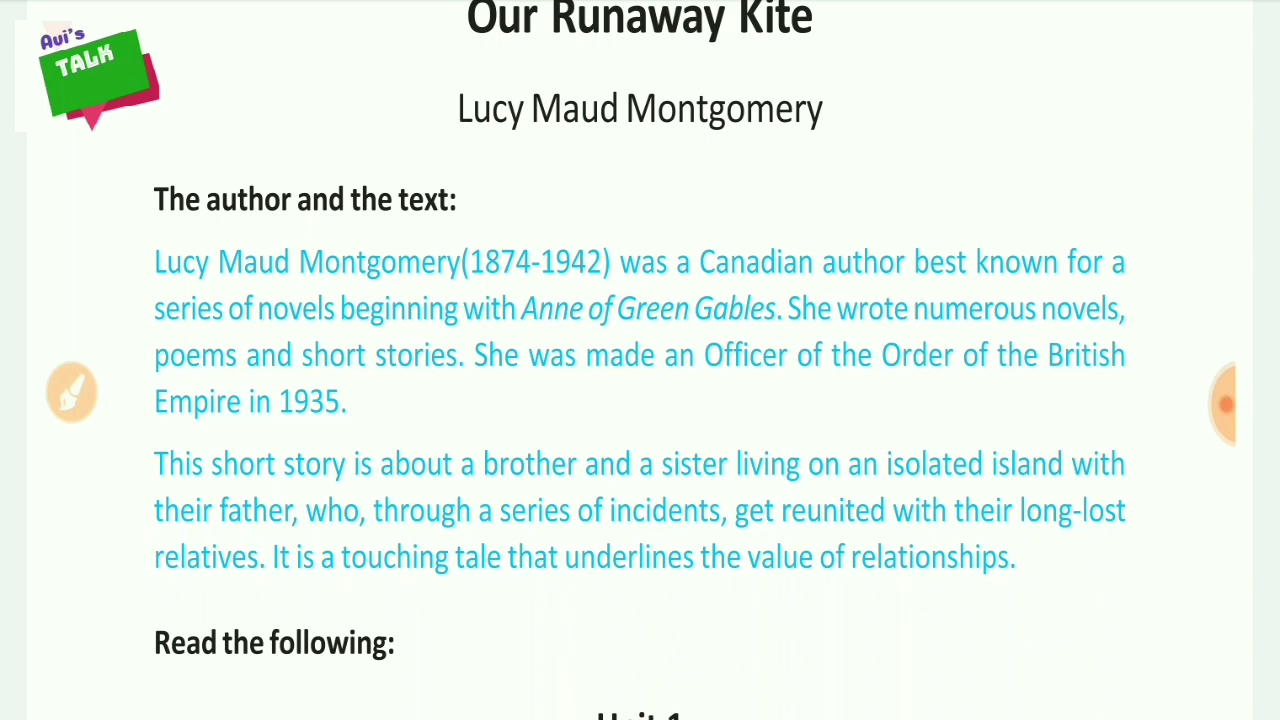 Our Runaway Kite
Avi's
TALK
Lucy Maud Montgomery
The author and the text:
Lucy Maud Montgomery(1874-1942) was a Canadian author best known for a
series of novels beginning with Anne of Green Gables. She wrote numerous novels,
poems and short stories. She was made an Officer of the Order of the British
Empire in 1935.
This short story is about a brother and a sister living on an isolated island with
their father, who, through a series of incidents, get reunited with their long-lost
relatives. It is a touching tale that underlines the value of relationships.
Read the following:
Unit 1